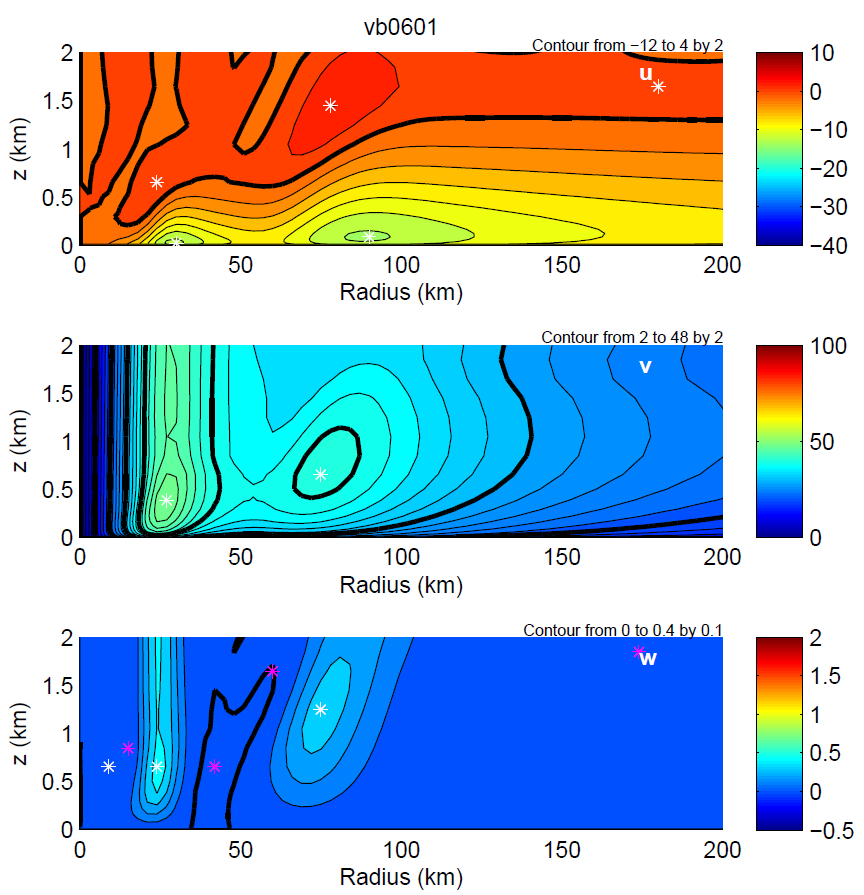 vb0601
Contour from −12 to 4 by 2
2
1.5
1
0.5
0
z (km)
u
0 50 100 150 200
Radius (km)
10
0
−10
−20
−30
−40
Contour from 2 to 48 by 2
2
1.5
1
0.5
0
z (km)
v
0 50 100 150 200
Radius (km)
100
50
0
Contour from 0 to 0.4 by 0.1
2
1.5
1
0.5
0
z (km)
w
0 50 100 150 200
Radius (km)
2
1.5
1
0.5
0
−0.5